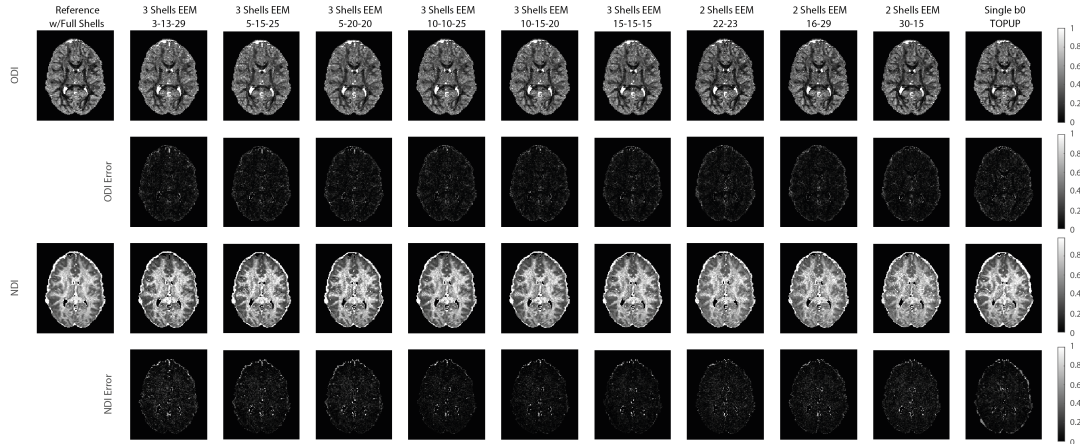 Reference
w/Full Shells
3 Shells EEM
3-13-29
3 Shells EEM
5-15-25
3 Shells EEM
5-20-20
3 Shells EEM
10-10-25
3 Shells EEM
10-15-20
3 Shells EEM
15-15-15
2 Shells EEM
22-23
2 Shells EEM
16-29
2 Shells EEM
30-15
Single b0
TOPUP
ODI
1
0.8
0.6
0.4
0.2
0
ODI Error
1
0.8
0.6
0.4
0.2
0
NDI
0.8
0.6
0.4
0.2
0
NDI Error
1
0.8
0.6
0.4
0.2
0